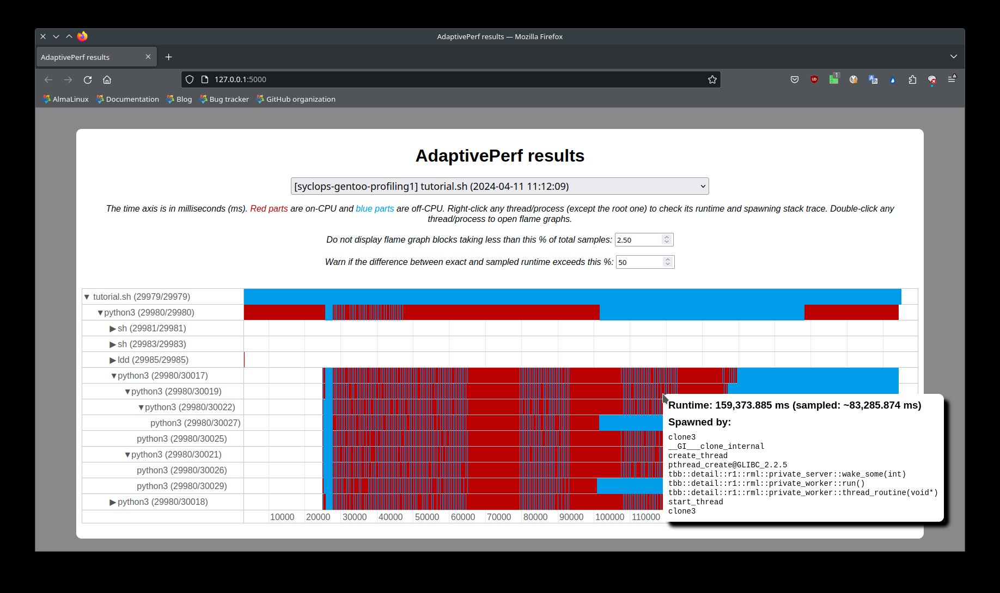 AdaptivePerf results — Mozilla Firefox
AdaptivePerf results
127.0.0.1:5000
1
AlmaLinux Documentation Blog Bug tracker GitHub organization
AdaptivePerf results
[syclops-gentoo-profiling1] tutorial.sh (2024-04-11 11:12:09)
The time axis is in milliseconds (ms). Red parts are on-CPU and blue parts are off-CPU. Right-click any thread/process (except the root one) to check its runtime and spawning stack trace. Double-click any
thread/process to open flame graphs.
Do not display flame graph blocks taking less than this % of total samples: 2.50
Warn if the difference between exact and sampled runtime exceeds this %: 50
▼ tutorial.sh (29979/29979)
▼python3 (29980/29980)
▶sh (29981/29981)
▶sh (29983/29983)
▶ldd (29985/29985)
▼python3 (29980/30017)
▼python3 (29980/30019)
▼python3 (29980/30022)
python3 (29980/30027)
python3 (29980/30025)
▼python3 (29980/30021)
python3 (29980/30026)
python3 (29980/30029)
▶python3 (29980/30018)
10000 20000 30000 40000 50000 60000 70000 80000 90000 100000 110000
Runtime: 159,373.885 ms (sampled: ~83,285.874 ms)
Spawned by:
clone3
__GI___clone_internal
create_thread
pthread_create@GLIBC_2.2.5
tbb::detail::r1::rml::private_server::wake_some(int)
tbb::detail::r1::rml::private_worker::run()
tbb::detail::r1::rml::private_worker::thread_routine(void*)
start_thread
clone3